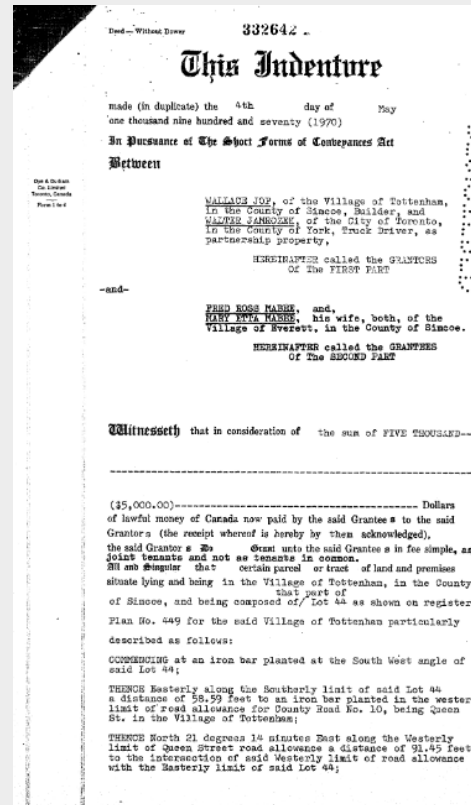 Deed—Without Dower 332642
This Indenture
made (in duplicate) the 4th day of May
one thousand nine hundred and seventy (1970)
In Pursuance of The Short Forms of Conveyances Act
Between
Dye & Durham
Co. Limited
Toronto, Canada
WALLACE JOP, of the Village of Tottenham,
in the County of Simcoe, Builder, and
WALTER JAMROZEK, of the City of Toronto,
in the County of York, Truck Driver, as
partnership property,
HEREINAFTER called the GRANTORS
Of The FIRST PART
-and-
FRED ROSS MABEE, and,
MARY ETTA MABEE, his wife, both, of the
Village of Everett, in the County of Simcoe.
HEREINAFTER called the GRANTEES
Of The SECOND PART
Witnesseth that in consideration of the sum of FIVE THOUSAND--
($5,000.00)------------------------------ Dollars
of lawful money of Canada now paid by the said Grantee s to the said
Grantors (the receipt whereof is hereby by them acknowledged),
the said Grantor s Do Grant unto the said Grantee s in fee simple, as
joint tenants and not as tenants in common.
All and Singular that certain parcel or tract of land and premises
situate lying and being in the Village of Tottenham, in the County
that part of
of Simcoe, and being composed of/ Lot 44 as shown on register
Plan No. 449 for the said Village of Tottenham particularly
described as follows:
COMMENCING at an iron bar planted at the South West angle of
said Lot 44;
THENCE Easterly along the Southerly limit of said Lot 44
a distance of 58.59 feet to an iron bar planted in the wester
limit of road allowance for County Road No. 10, being Queen
St. in the Village of Tottenham;
THENCE North 21 degrees 14 minutes East along the Westerly
limit of Queen Street road allowance a distance of 91.45 feet
to the intersection of said Westerly limit of road allowance
with the Easterly limit of said Lot 44;